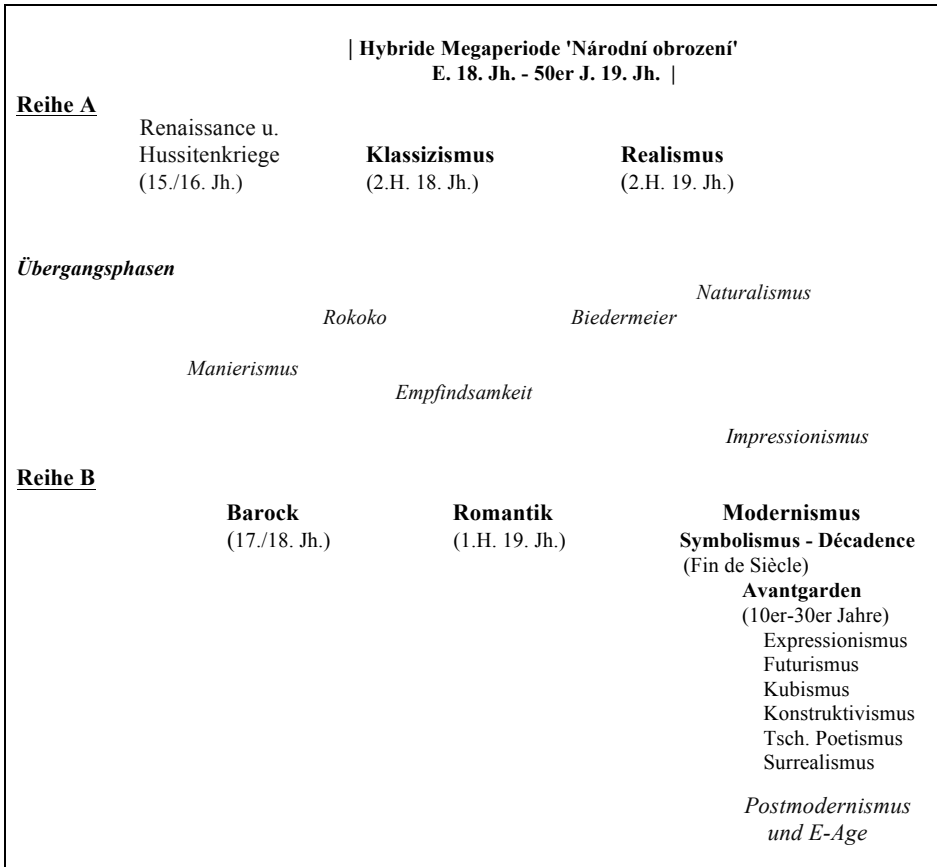 | Hybride Megaperiode 'Národní obrození'
E. 18. Jh. - 50er J. 19. Jh. |
Reihe A
Renaissance u.
Hussitenkriege Klassizismus Realismus
(15./16. Jh.) (2.H. 18. Jh.) (2.H. 19. Jh.)
Übergangsphasen
Naturalismus
Rokoko Biedermeier
Manierismus
Empfindsamkeit
Impressionismus
Reihe B
Barock Romantik Modernismus
(17./18. Jh.) (1.H. 19. Jh.) Symbolismus - Décadence
(Fin de Siècle)
Avantgarden
(10er-30er Jahre)
Expressionismus
Futurismus
Kubismus
Konstruktivismus
Tsch. Poetismus
Surrealismus
Postmodernismus
und E-Age